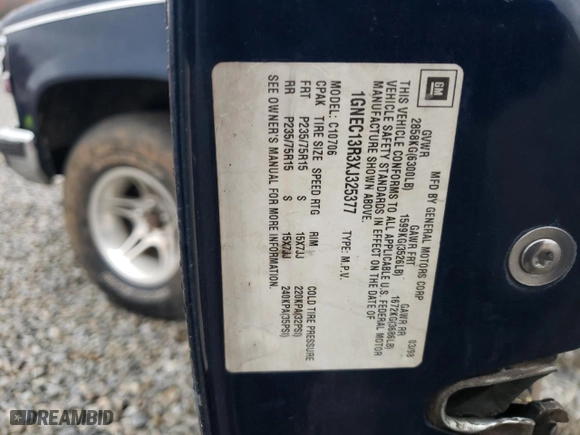 GM
MFD BY GENERAL MOTORS CORP
03/99
GVWR GAWR FRT GAWR RR
2858KG(6300LB) 1599KG(3526LB) 1672KG(3686LB)
THIS VEHICLE CONFORMS TO ALL APPLICABLE U.S. FEDERAL MOTOR
VEHICLE SAFETY STANDARDS IN EFFECT ON THE DATE OF
MANUFACTURE SHOWN ABOVE.
1GNEC13R3XJ325377 TYPE: M.P.V.
MODEL: C10706
CPAK TIRE SIZE SPEED RTG RIM COLD TIRE PRESSURE
FRT P235/75R15 S 15X7JJ 220KPA(32PSI)
RR P235/75R15 S 15X7JJ 240KPA(35PSI)
SEE OWNER'S MANUAL FOR MORE INFORMATION.
DREAMBID